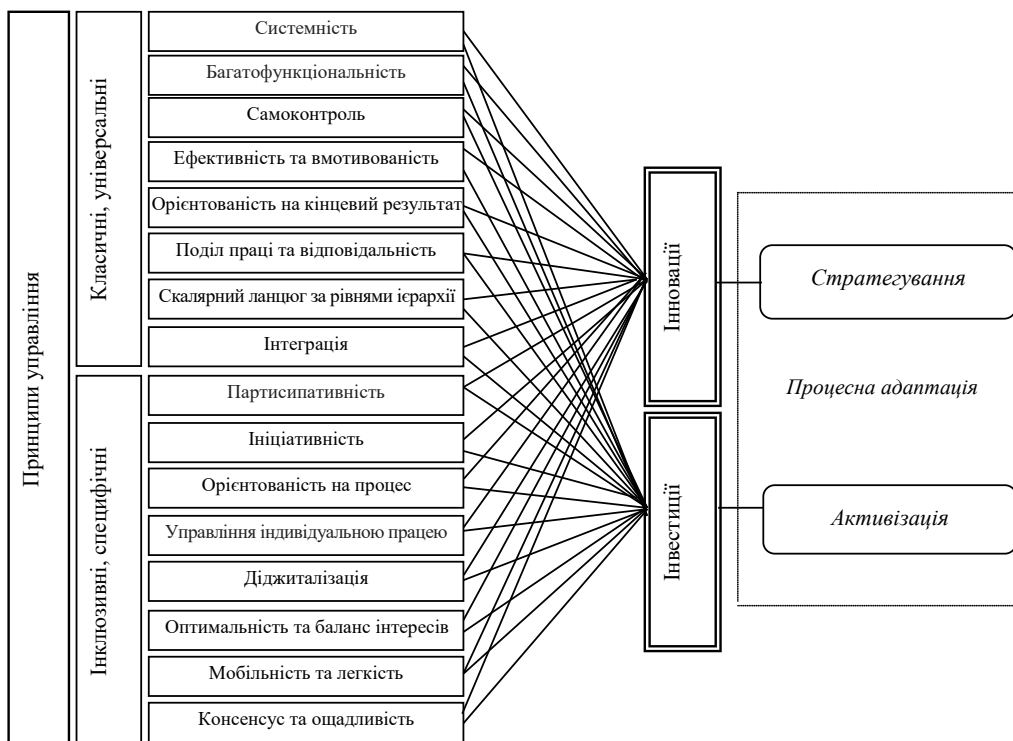 Принципи управління
Класичні, універсальні
Системність
Багатофункціональність
Самоконтроль
Ефективність та вмотивованість
Орієнтованість на кінцевий результат
Поділ праці та відповідальність
Скалярний ланцюг за рівнями ієрархії
Інтеграція
Інклюзивні, специфічні
Партисипативність
Ініціативність
Орієнтованість на процес
Управління індивідуальною працею
Діджиталізація
Оптимальність та баланс інтересів
Мобільність та легкість
Консенсус та ощадливість
Інновації
Інвестиції
Стратегування
Процесна адаптація
Активізація